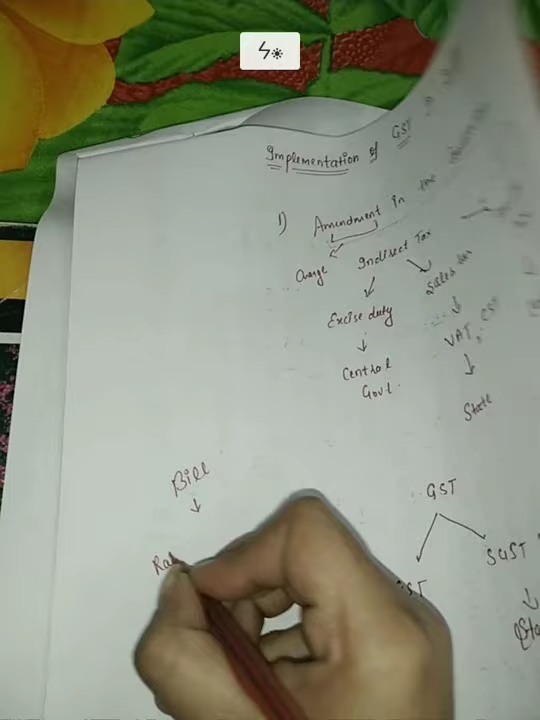 Implementation of GST
1) Amendment in the
Change
Indirect Tax
Excise duty
Sales tax
Central
Govt.
VAT, CST
State
Bill
GST
SGST